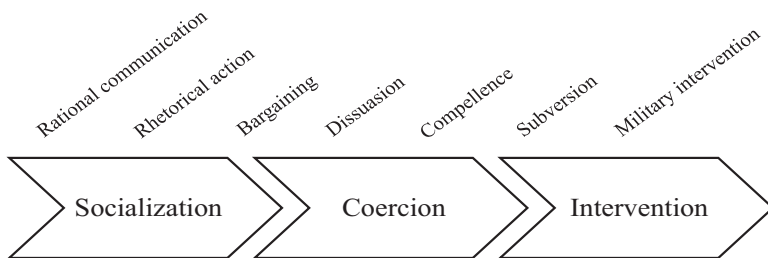 Rational communication
Rhetorical action
Bargaining
Dissuasion
Compellence
Subversion
Military intervention
Socialization
Coercion
Intervention